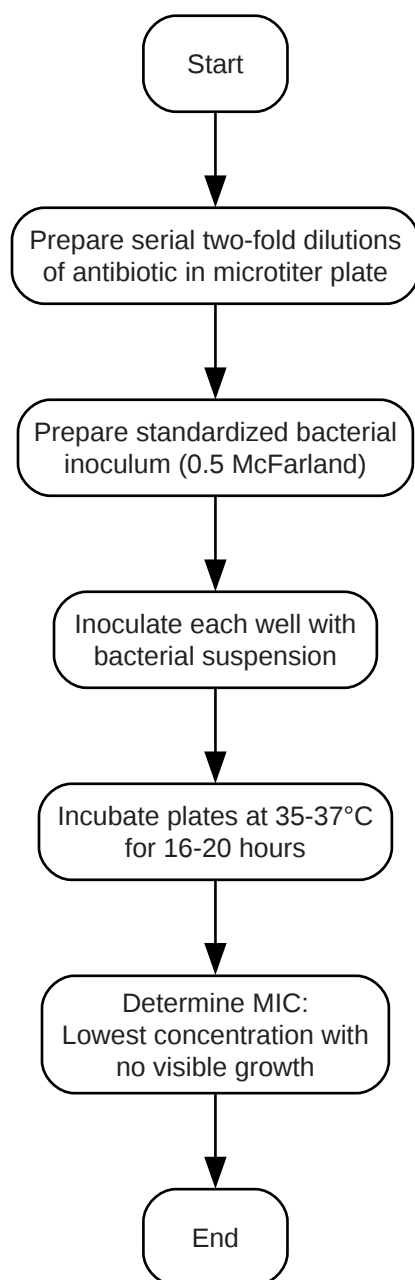 Start
Prepare serial two-fold dilutions
of antibiotic in microtiter plate
Prepare standardized bacterial
inoculum (0.5 McFarland)
Inoculate each well with
bacterial suspension
Incubate plates at 35-37°C
for 16-20 hours
Determine MIC:
Lowest concentration with
no visible growth
End